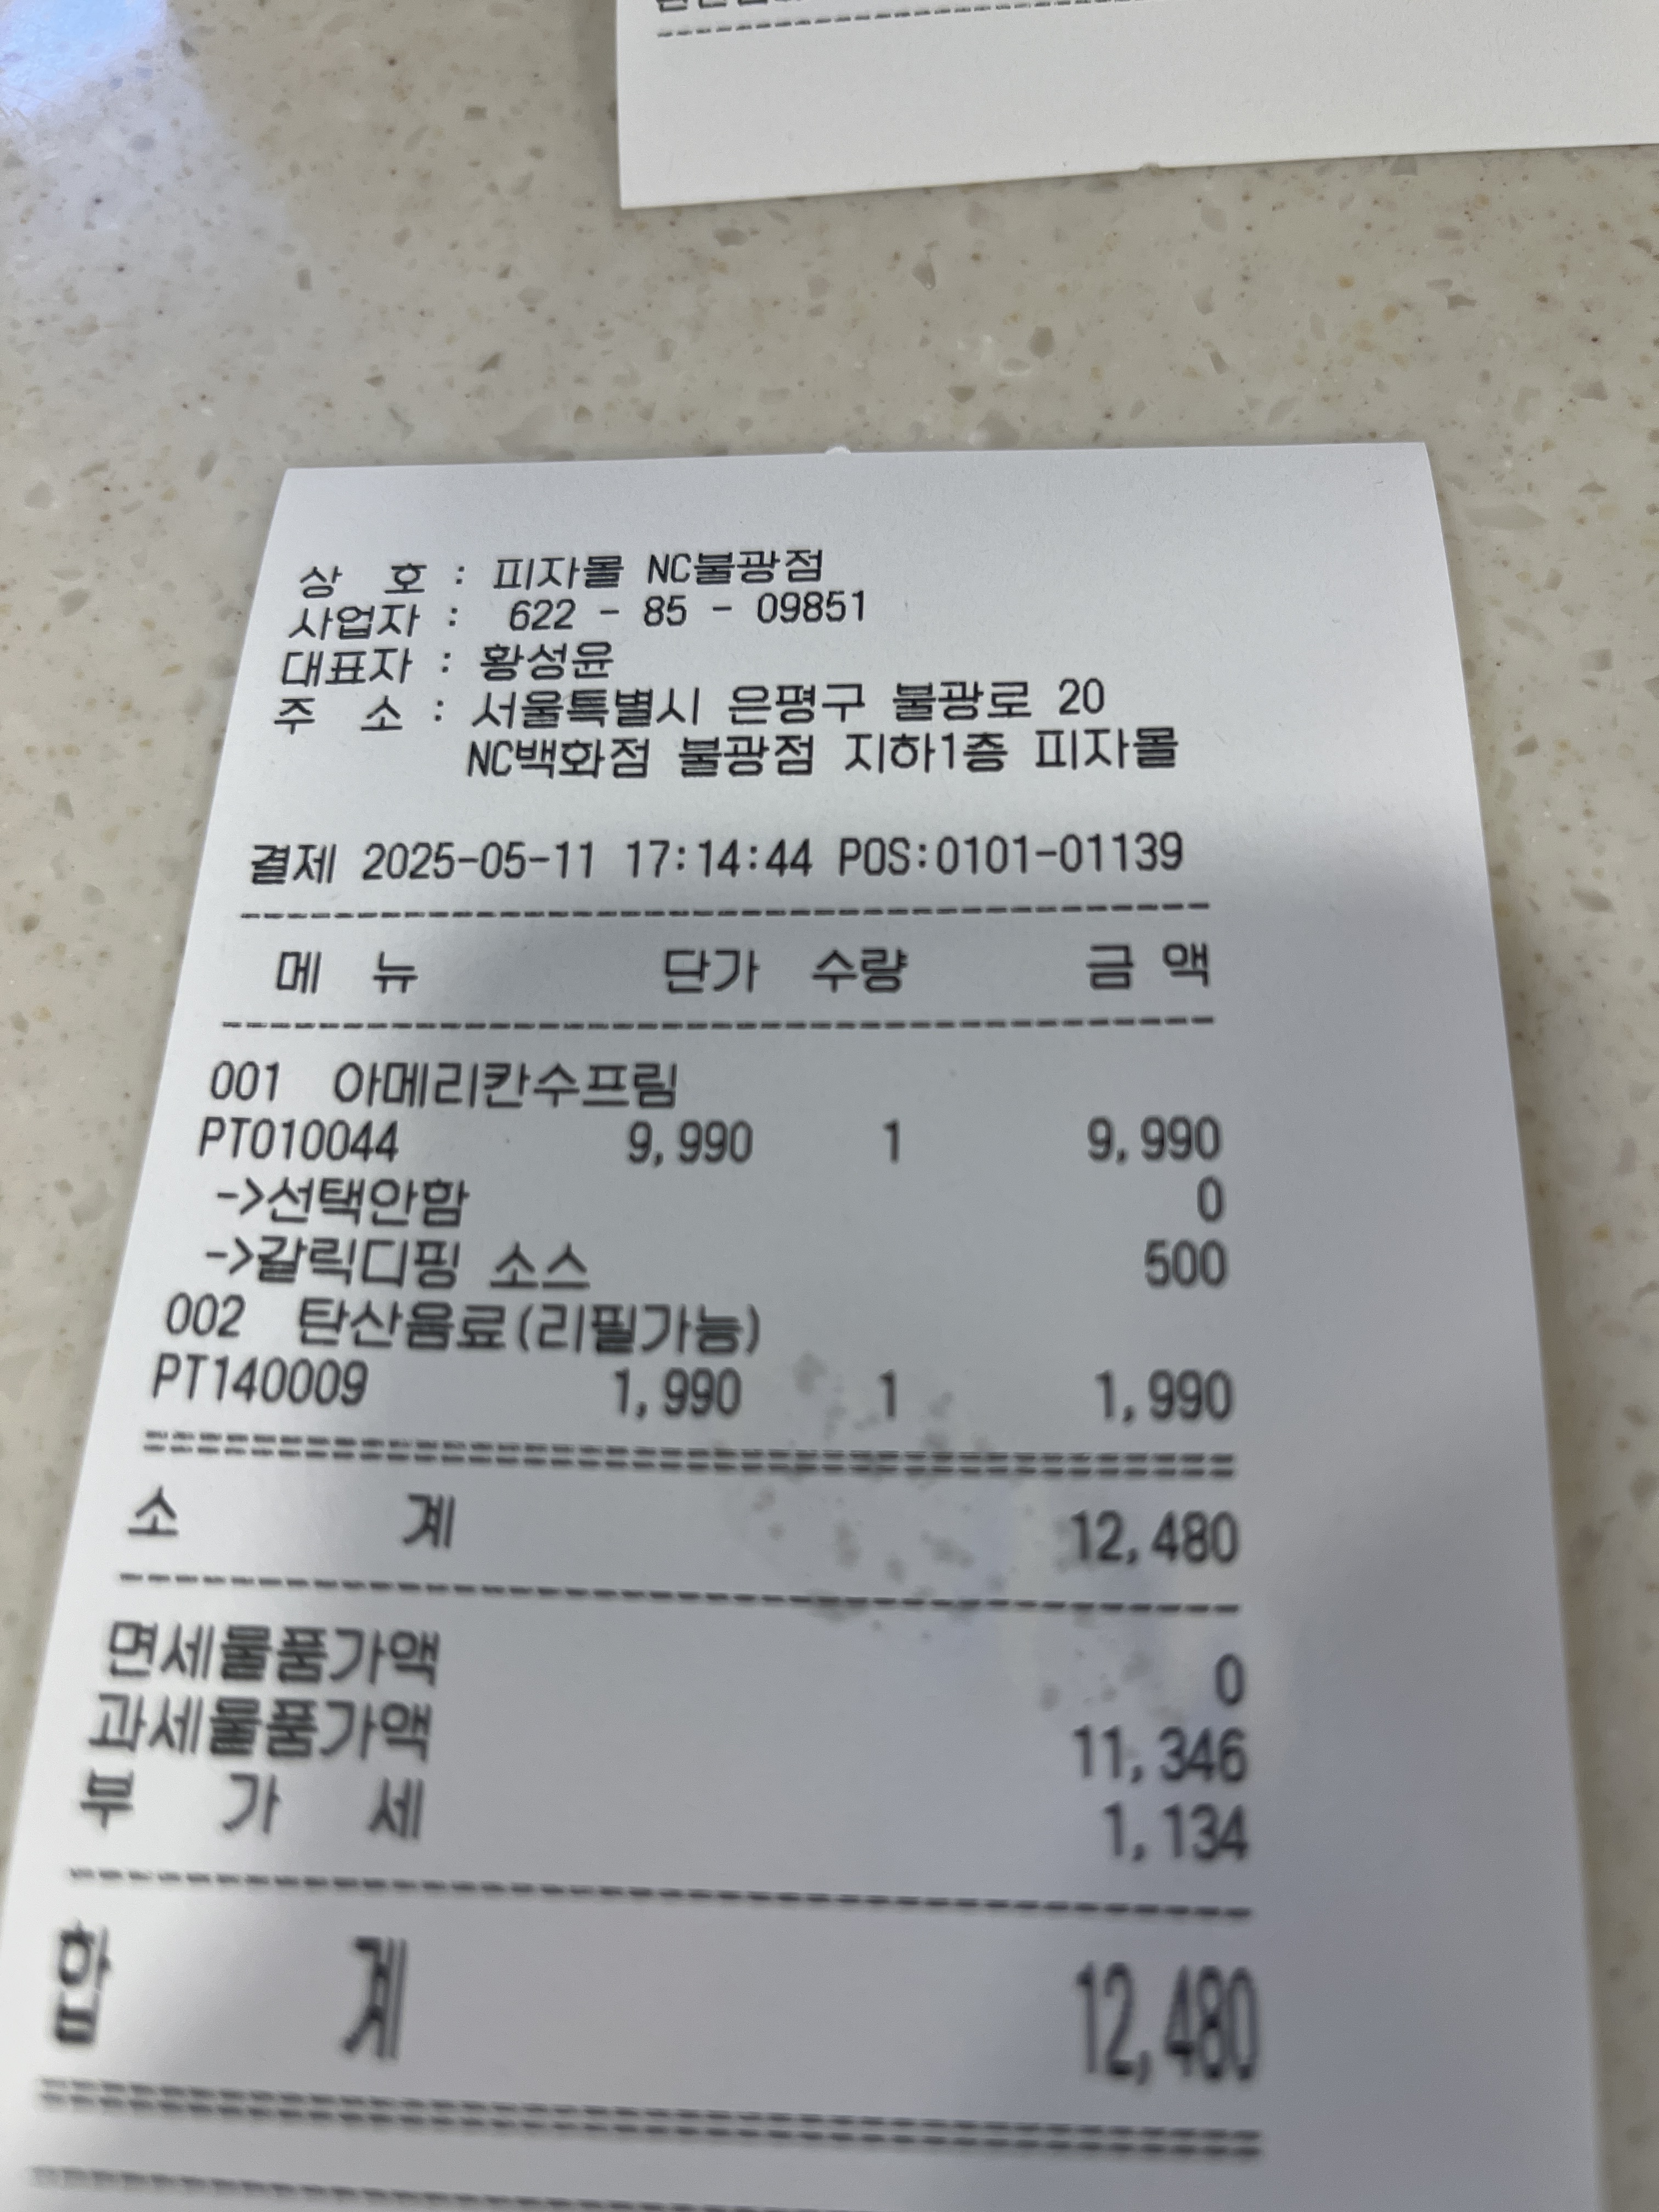 상 호 : 피자몰 NC불광점
사업자 : 622 - 85 - 09851
대표자 : 황성윤
주 소 : 서울특별시 은평구 불광로 20
NC백화점 불광점 지하1층 피자몰
결제 2025-05-11 17:14:44 POS:0101-01139
메 뉴 단가 수량 금 액
001 아메리칸수프림
PT010044 9,990 1 9,990
->선택안함 0
->갈릭디핑 소스 500
002 탄산음료(리필가능)
PT140009 1,990 1 1,990
소 계 12,480
면세물품가액 0
과세물품가액 11,346
부 가 세 1,134
합 계 12,480